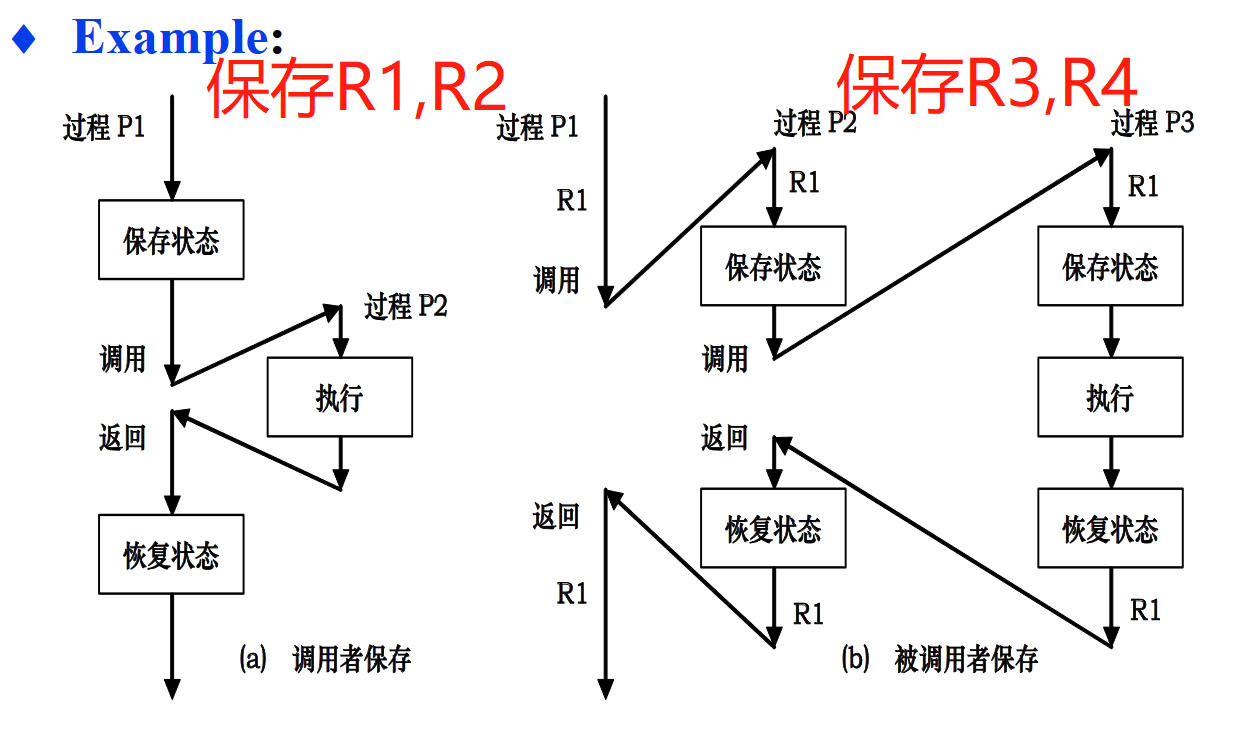 ♦ Example:
保存R1,R2
保存R3,R4
过程 P1
保存状态
调用
过程 P2
执行
返回
恢复状态
(a) 调用者保存
过程 P1
R1
调用
过程 P2
R1
保存状态
调用
过程 P3
R1
保存状态
执行
恢复状态
R1
返回
恢复状态
R1
返回
R1
(b) 被调用者保存